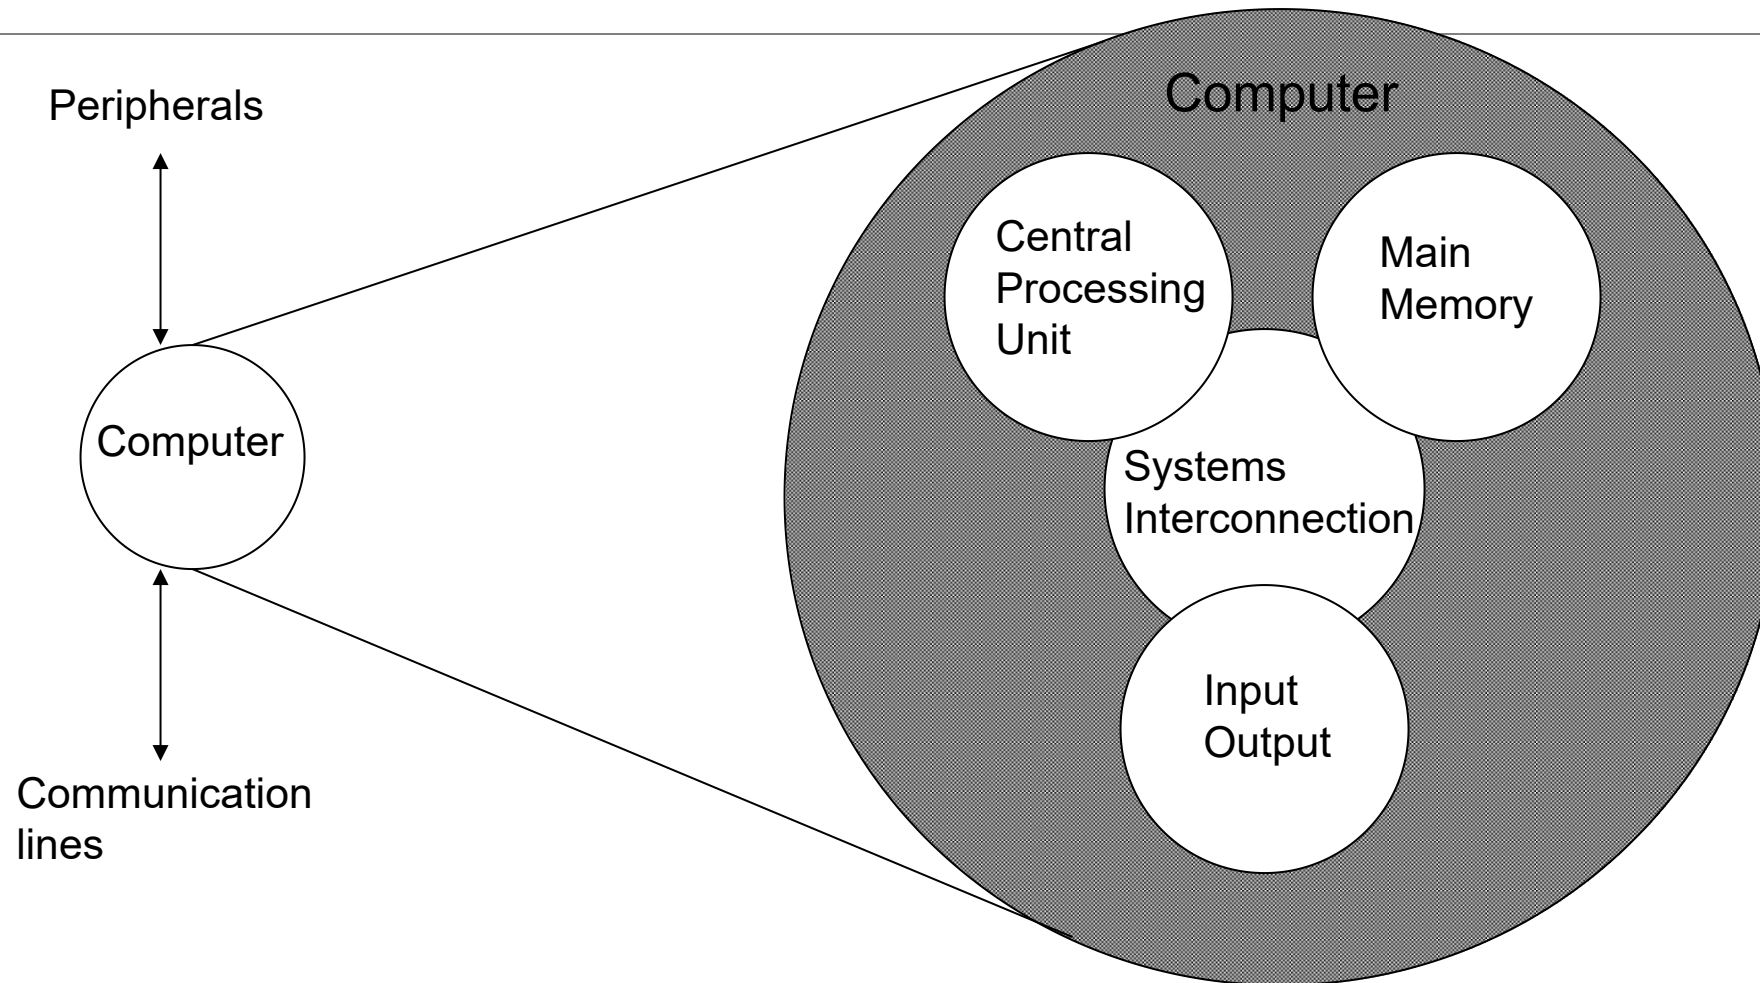 Peripherals
Computer
Communication
lines
Computer
Central
Processing
Unit
Main
Memory
Systems
Interconnection
Input
Output